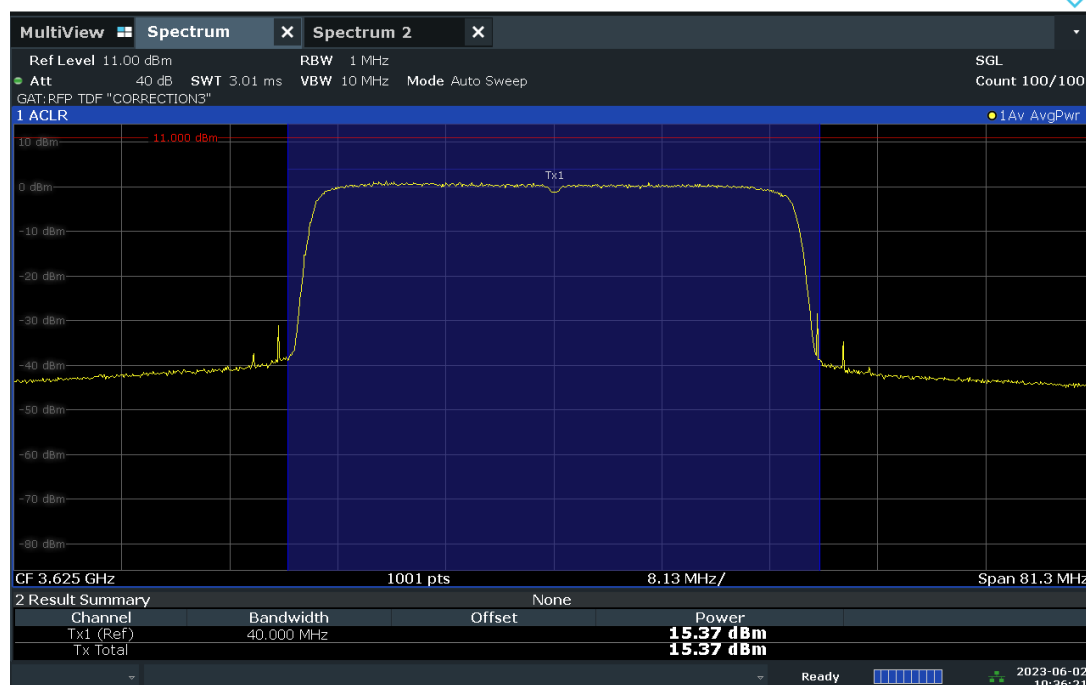 MultiView Spectrum Spectrum 2
Ref Level 11.00 dBm RBW 1 MHz SGL
Att 40 dB SWT 3.01 ms VBW 10 MHz Mode Auto Sweep Count 100/100
GAT:RFP TDF "CORRECTION3"
1 ACLR 1Av AvgPwr
10 dBm 11.000 dBm
Tx1
0 dBm
-10 dBm
-20 dBm
-30 dBm
-40 dBm
-50 dBm
-60 dBm
-70 dBm
-80 dBm
CF 3.625 GHz 1001 pts 8.13 MHz/ Span 81.3 MHz
2 Result Summary None
Channel Bandwidth Offset Power
Tx1 (Ref) 40.000 MHz 15.37 dBm
Tx Total 15.37 dBm
Ready 2023-06-02
10:36:21